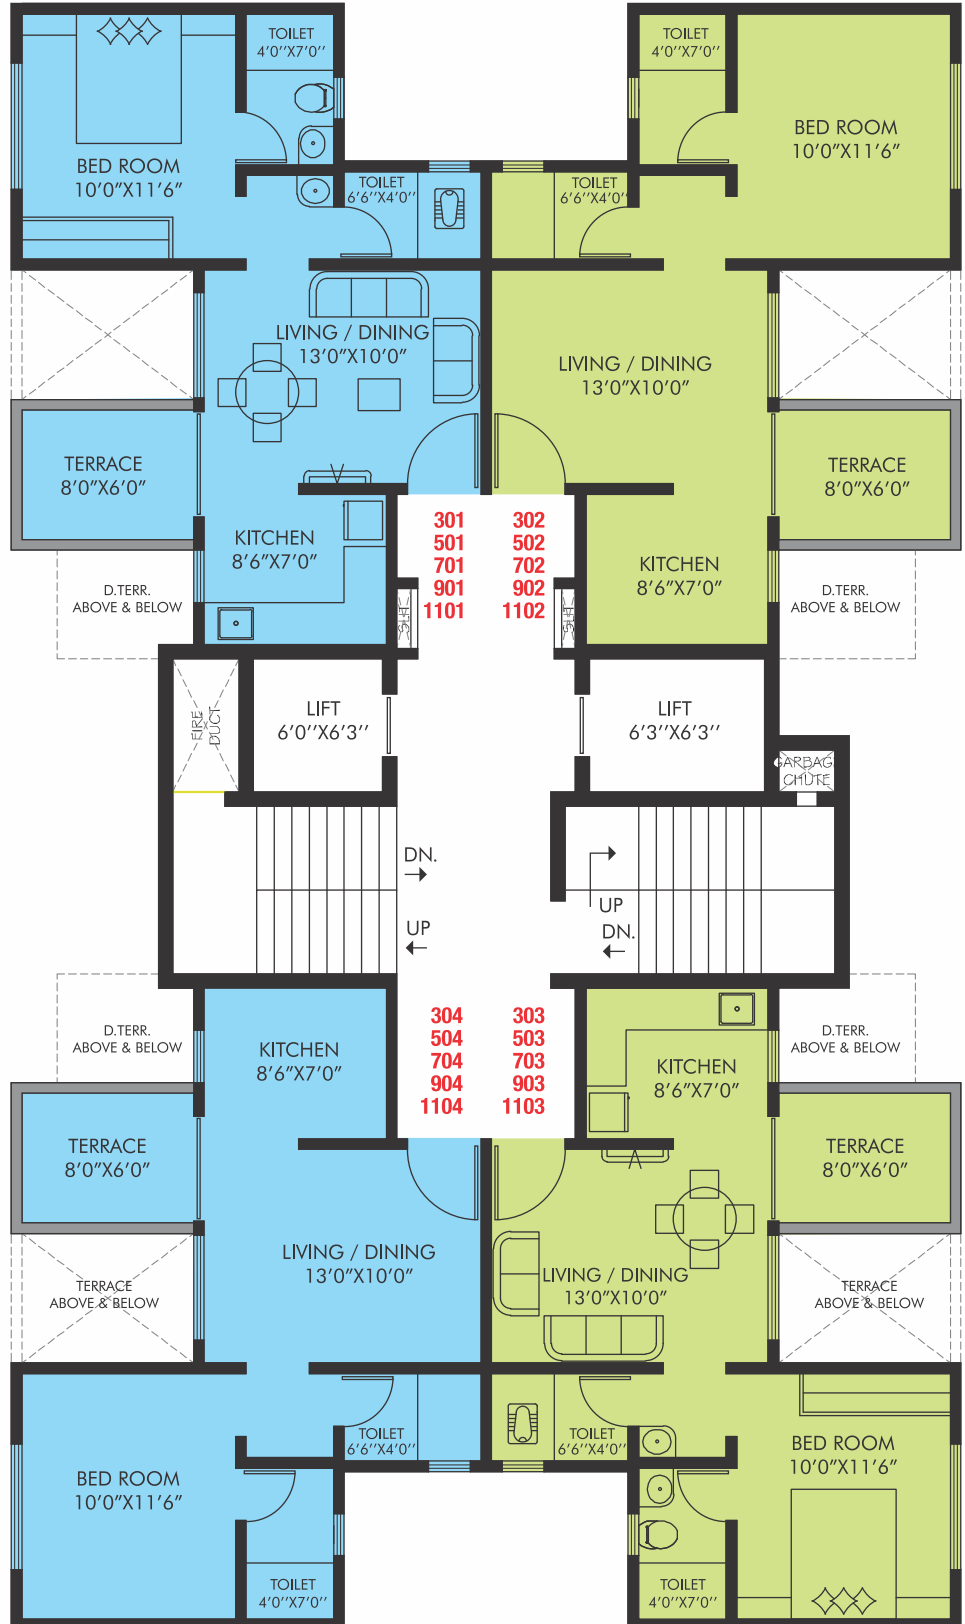 TOILET
4'0''X7'0''
TOILET
4'0''X7'0''
BED ROOM
10'0"X11'6"
BED ROOM
10'0"X11'6"
TOILET
6'6''X4'0''
TOILET
6'6''X4'0''
LIVING / DINING
13'0"X10'0"
LIVING / DINING
13'0"X10'0"
TERRACE
8'0"X6'0"
TERRACE
8'0"X6'0"
KITCHEN
8'6"X7'0"
KITCHEN
8'6"X7'0"
301
501
701
901
1101
302
502
702
902
1102
D.TERR.
ABOVE & BELOW
D.TERR.
ABOVE & BELOW
FIRE
DUCT
LIFT
6'0''X6'3''
LIFT
6'3''X6'3''
GARBAG
CHUTE
DN.
UP
UP
DN.
304
504
704
904
1104
303
503
703
903
1103
D.TERR.
ABOVE & BELOW
D.TERR.
ABOVE & BELOW
KITCHEN
8'6"X7'0"
KITCHEN
8'6"X7'0"
TERRACE
8'0"X6'0"
TERRACE
8'0"X6'0"
LIVING / DINING
13'0"X10'0"
LIVING / DINING
13'0"X10'0"
TERRACE
ABOVE & BELOW
TERRACE
ABOVE & BELOW
TOILET
6'6''X4'0''
TOILET
6'6''X4'0''
BED ROOM
10'0"X11'6"
BED ROOM
10'0"X11'6"
TOILET
4'0''X7'0''
TOILET
4'0''X7'0''